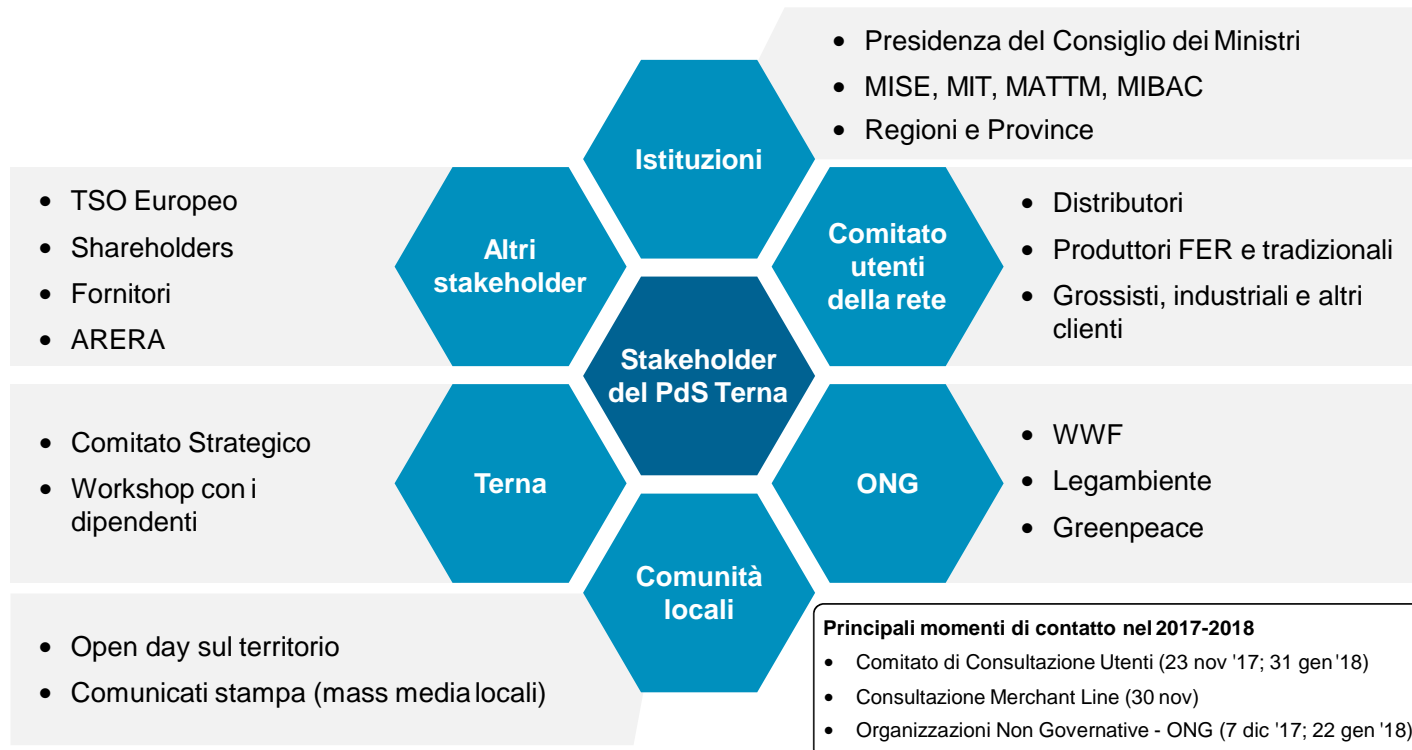 • Presidenza del Consiglio dei Ministri
• MISE, MIT, MATTM, MIBAC
• Regioni e Province
Istituzioni
• TSO Europeo
• Shareholders
• Fornitori
• ARERA
Altri
stakeholder
Comitato
utenti
della rete
• Distributori
• Produttori FER e tradizionali
• Grossisti, industriali e altri
clienti
Stakeholder
del PdS Terna
• Comitato Strategico
• Workshop con i
dipendenti
Terna
ONG
• WWF
• Legambiente
• Greenpeace
Comunità
locali
• Open day sul territorio
• Comunicati stampa (mass media locali)
Principali momenti di contatto nel 2017-2018
• Comitato di Consultazione Utenti (23 nov '17; 31 gen '18)
• Consultazione Merchant Line (30 nov)
• Organizzazioni Non Governative - ONG (7 dic '17; 22 gen '18)